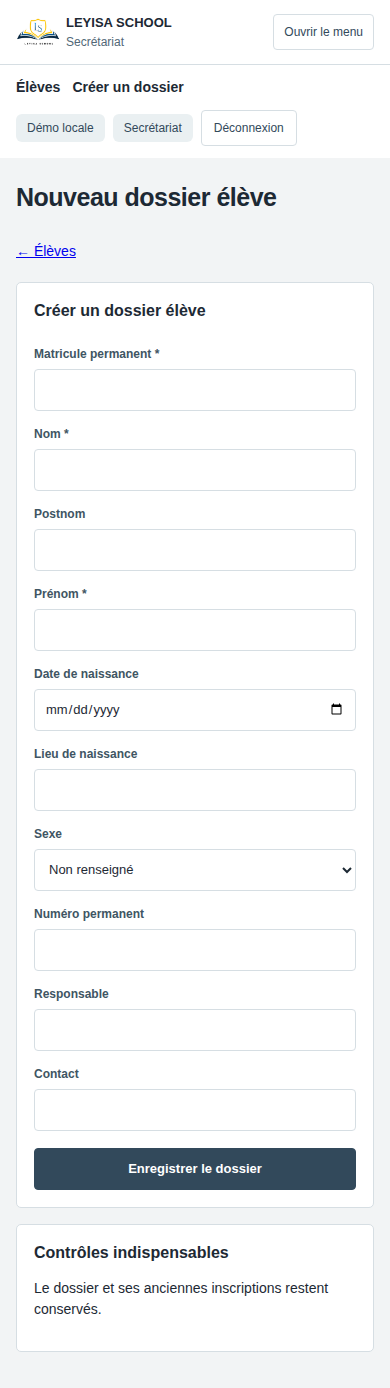 LEYISA SCHOOL
Secrétariat
Ouvrir le menu
Élèves Créer un dossier
Démo locale Secrétariat Déconnexion
Nouveau dossier élève
← Élèves
Créer un dossier élève
Matricule permanent *
Nom *
Postnom
Prénom *
Date de naissance
mm/dd/yyyy
Lieu de naissance
Sexe
Non renseigné
Numéro permanent
Responsable
Contact
Enregistrer le dossier
Contrôles indispensables
Le dossier et ses anciennes inscriptions restent
conservés.